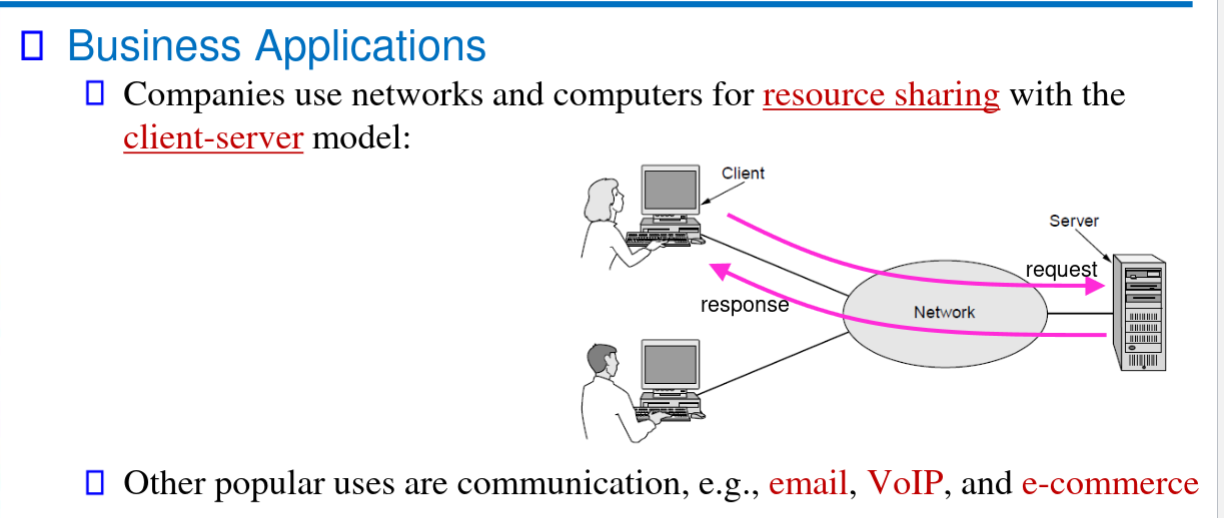 Business Applications
Companies use networks and computers for resource sharing with the
client-server model:
Client
Server
request
response
Network
Other popular uses are communication, e.g., email, VoIP, and e-commerce